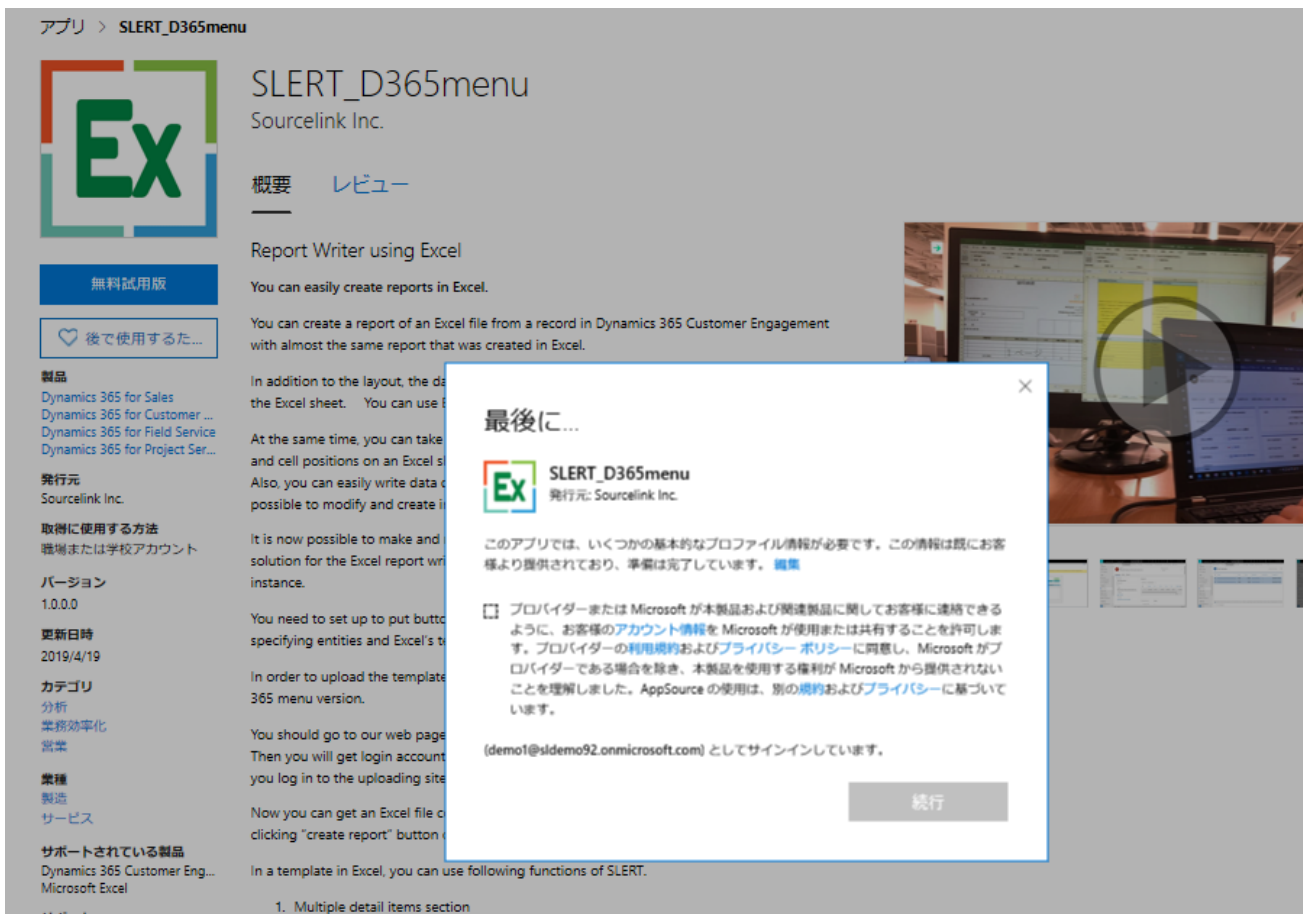 アプリ > SLERT_D365menu
Ex
SLERT_D365menu
Sourcelink Inc.
概要 レビュー
無料試用版
後で使用するた...
製品
Dynamics 365 for Sales
Dynamics 365 for Customer ...
Dynamics 365 for Field Service
Dynamics 365 for Project Ser...
発行元
Sourcelink Inc.
取得に使用する方法
職場または学校アカウント
バージョン
1.0.0.0
更新日時
2019/4/19
カテゴリ
分析
業務効率化
営業
業種
製造
サービス
サポートされている製品
Dynamics 365 Customer Eng...
Microsoft Excel
Report Writer using Excel
You can easily create reports in Excel.
You can create a report of an Excel file from a record in Dynamics 365 Customer Engagement
with almost the same report that was created in Excel.
In addition to the layout, the
the Excel sheet. You can use
At the same time, you can take
and cell positions on an Excel
Also, you can easily write data
possible to modify and create
It is now possible to make and
solution for the Excel report
instance.
You need to set up to put
specifying entities and Excel's
In order to upload the template
365 menu version.
You should go to our web page
Then you will get login account
you log in to the uploading site
Now you can get an Excel file
clicking "create report" button
In a template in Excel, you can use following functions of SLERT.
1. Multiple detail items section
最後に...
Ex
SLERT_D365menu
発行元: Sourcelink Inc.
このアプリでは、いくつかの基本的なプロファイル情報が必要です。この情報は既にお客
様より提供されており、準備は完了しています。 編集
プロバイダーまたは Microsoft が本製品および関連製品に関してお客様に連絡できる
ように、お客様のアカウント情報を Microsoft が使用または共有することを許可しま
す。プロバイダーの利用規約およびプライバシー ポリシーに同意し、Microsoft がプ
ロバイダーである場合を除き、本製品を使用する権利が Microsoft から提供されない
ことを理解しました。AppSource の使用は、別の規約およびプライバシーに基づいて
います。
(demo1@sldemo92.onmicrosoft.com) としてサインインしています。
続行